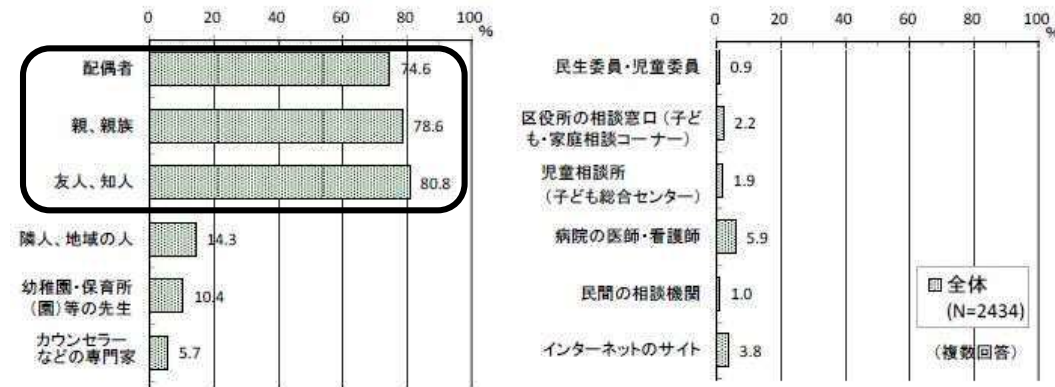 0 20 40 60 80 100
%
配偶者 74.6
親、親族 78.6
友人、知人 80.8
隣人、地域の人 14.3
幼稚園・保育所
(園)等の先生 10.4
カウンセラー
などの専門家 5.7
0 20 40 60 80 100
%
民生委員・児童委員 0.9
区役所の相談窓口(子ど
も・家庭相談コーナー) 2.2
児童相談所
(子ども総合センター) 1.9
病院の医師・看護師 5.9
民間の相談機関 1.0
インターネットのサイト 3.8
全体
(N=2434)
(複数回答)